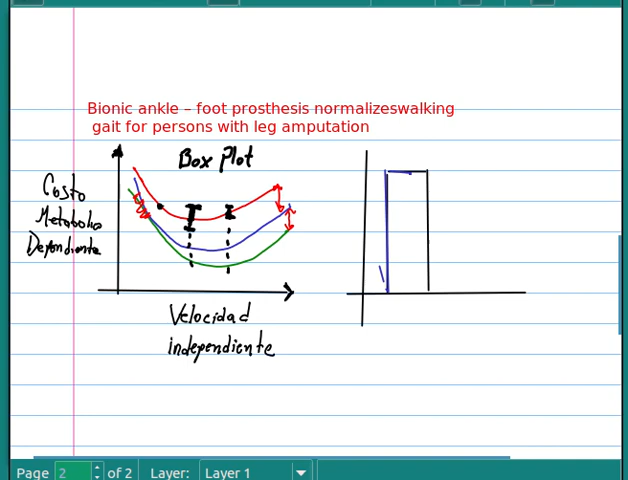 Bionic ankle – foot prosthesis normalizeswalking
gait for persons with leg amputation
Box Plot
Costo
Metabolico
Dependiente
Velocidad
independiente
Page 2 of 2 Layer: Layer 1